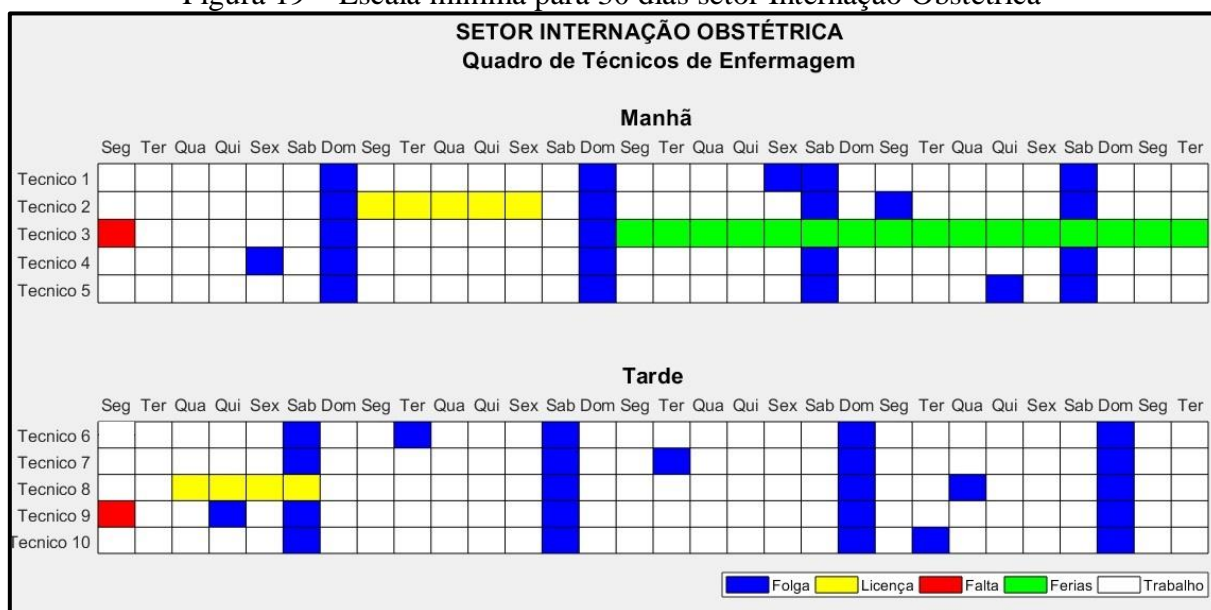 Figura 19 – Escala mínima para 30 dias setor Internação Obstétrica
SETOR INTERNAÇÃO OBSTÉTRICA
Quadro de Técnicos de Enfermagem
Manhã
Seg Ter Qua Qui Sex Sab Dom Seg Ter Qua Qui Sex Sab Dom Seg Ter Qua Qui Sex Sab Dom Seg Ter Qua Qui Sex Sab Dom Seg Ter
Tecnico 1
Tecnico 2
Tecnico 3
Tecnico 4
Tecnico 5
Tarde
Seg Ter Qua Qui Sex Sab Dom Seg Ter Qua Qui Sex Sab Dom Seg Ter Qua Qui Sex Sab Dom Seg Ter Qua Qui Sex Sab Dom Seg Ter
Tecnico 6
Tecnico 7
Tecnico 8
Tecnico 9
Tecnico 10
Folga Licença Falta Ferias Trabalho